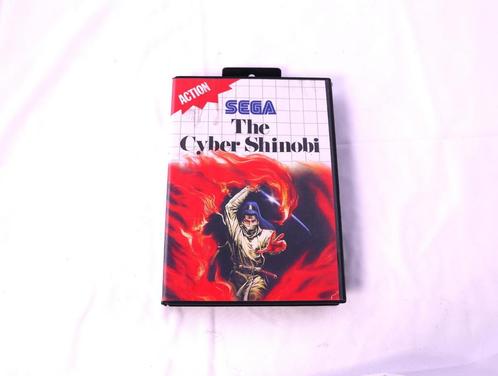 ACTION
SEGA
The
Cyber Shinobi